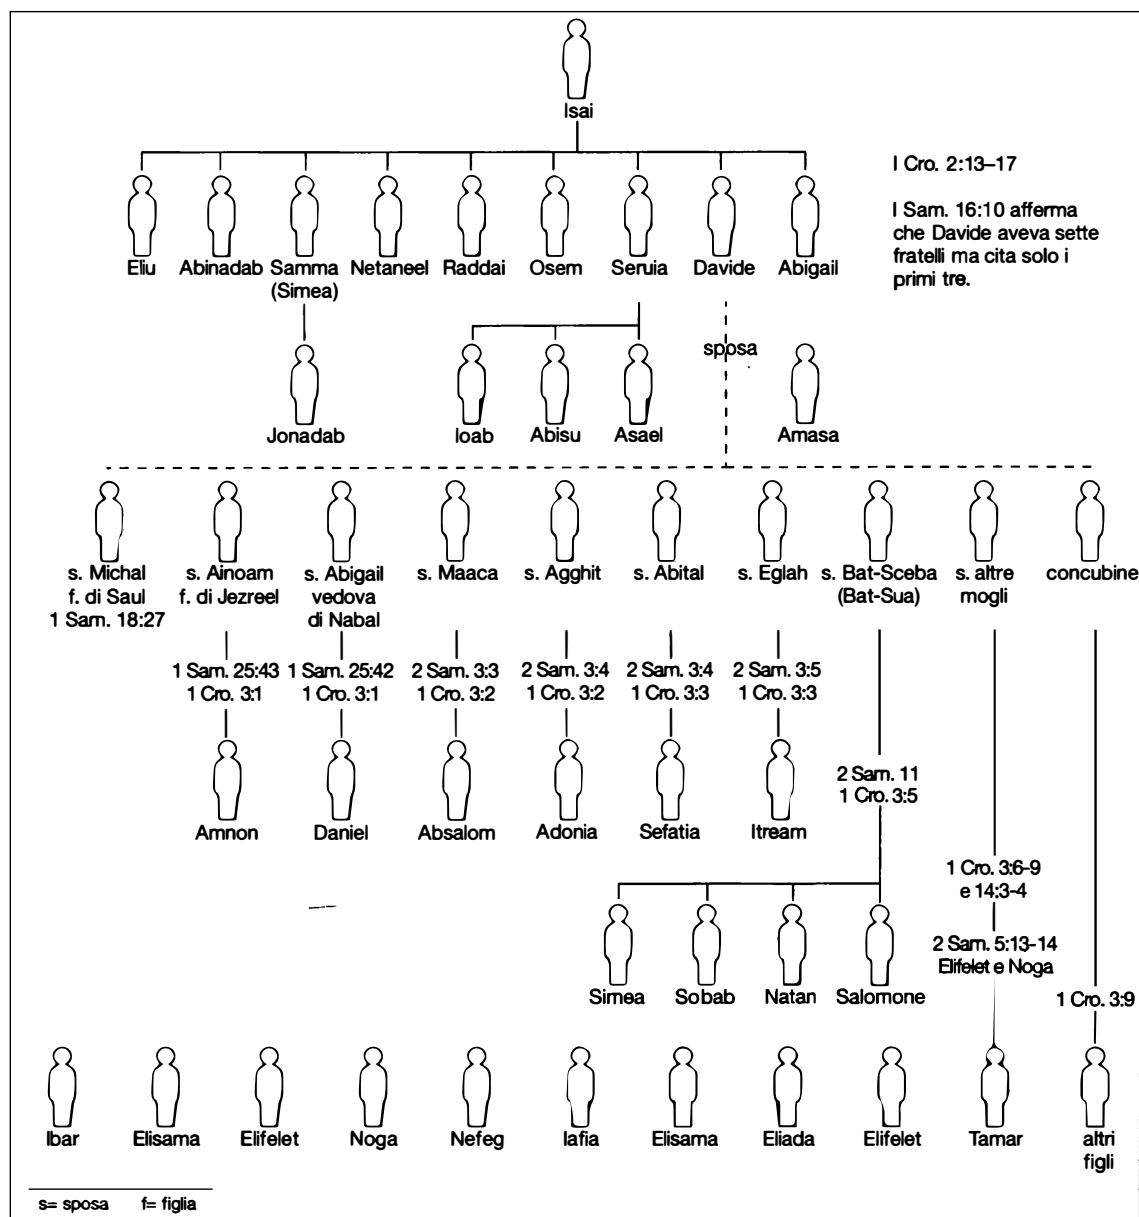 Isai
I Cro. 2:13–17
I Sam. 16:10 afferma
che Davide aveva sette
fratelli ma cita solo i
primi tre.
Eliu Abinadab Samma Netaneel Raddai Osem Seruia Davide Abigail
(Simea)
sposa
Jonadab Ioab Abisu Asael Amasa
s. Michal s. Ainoam s. Abigail s. Maaca s. Agghit s. Abital s. Eglah s. Bat-Sceba s. altre concubine
f. di Saul f. di Jezreel vedova (Bat-Sua) mogli
1 Sam. 18:27 di Nabal
1 Sam. 25:43 1 Sam. 25:42 2 Sam. 3:3 2 Sam. 3:4 2 Sam. 3:4 2 Sam. 3:5
1 Cro. 3:1 1 Cro. 3:1 1 Cro. 3:2 1 Cro. 3:2 1 Cro. 3:3 1 Cro. 3:3
2 Sam. 11
1 Cro. 3:5
Amnon Daniel Absalom Adonia Sefatia Itream
1 Cro. 3:6-9
e 14:3-4
2 Sam. 5:13-14
Elifelet e Noga
Simea Sobab Natan Salomone
1 Cro. 3:9
Ibar Elisama Elifelet Noga Nefeg Iafia Elisama Eliada Elifelet Tamar altri
figli
s= sposa f= figlia